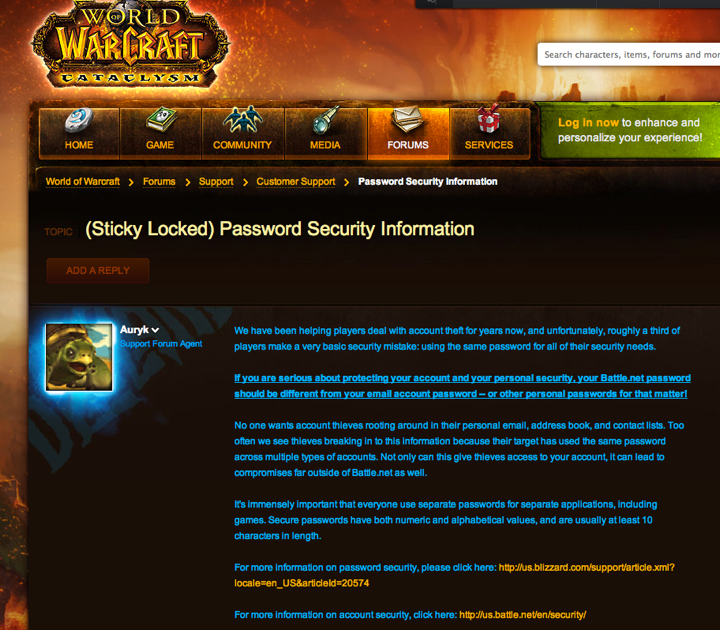 WORLD
OF
WARCRAFT
CATACLYSM
Search characters, items, forums and mor
HOME
GAME
COMMUNITY
MEDIA
FORUMS
SERVICES
Log in now to enhance and
personalize your experience!
World of Warcraft > Forums > Support > Customer Support > Password Security Information
TOPIC (Sticky Locked) Password Security Information
ADD A REPLY
Auryk
Support Forum Agent
We have been helping players deal with account theft for years now, and unfortunately, roughly a third of
players make a very basic security mistake: using the same password for all of their security needs.
If you are serious about protecting your account and your personal security, your Battle.net password
should be different from your email account password – or other personal passwords for that matter!
No one wants account thieves rooting around in their personal email, address book, and contact lists. Too
often we see thieves breaking in to this information because their target has used the same password
across multiple types of accounts. Not only can this give thieves access to your account, it can lead to
compromises far outside of Battle.net as well.
It's immensely important that everyone use separate passwords for separate applications, including
games. Secure passwords have both numeric and alphabetical values, and are usually at least 10
characters in length.
For more information on password security, please click here: http://us.blizzard.com/support/article.xml?
locale=en_US&articleId=20574
For more information on account security, click here: http://us.battle.net/en/security/